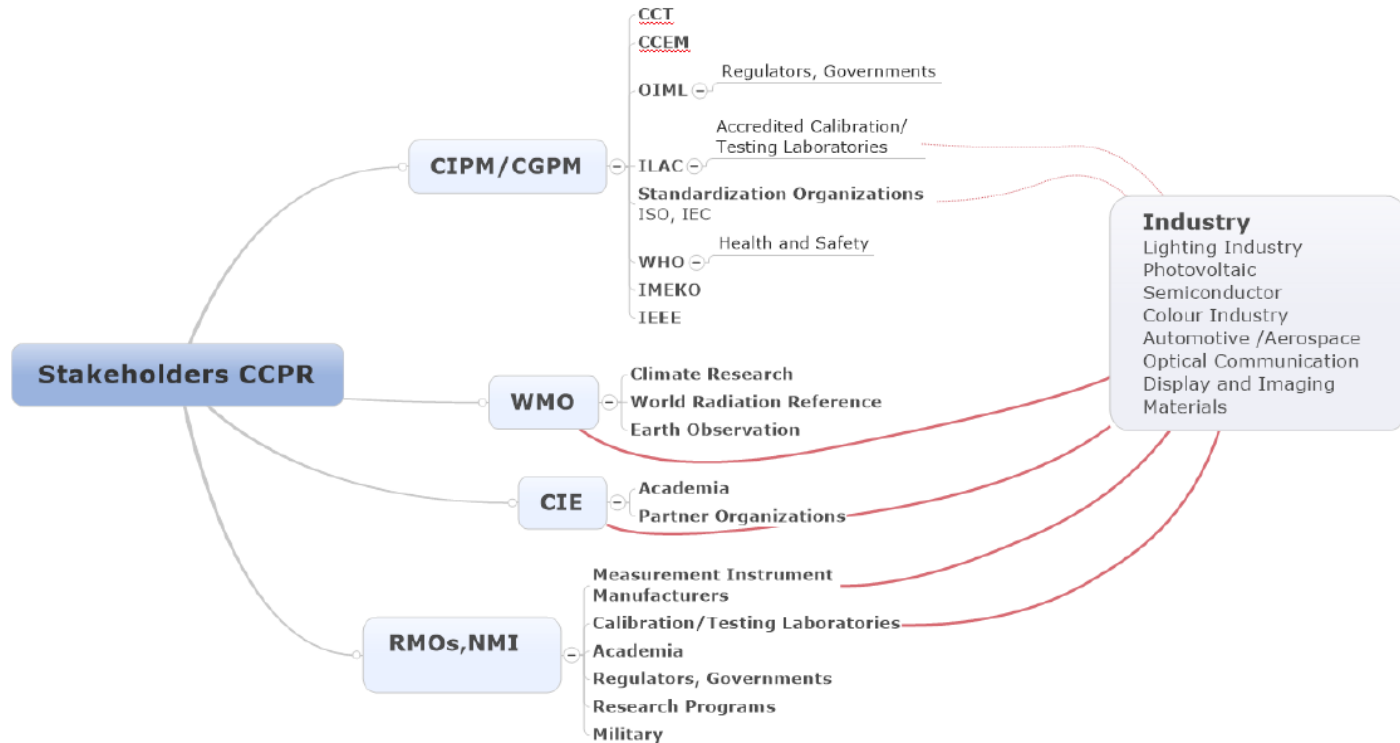 Stakeholders CCPR
CIPM/CGPM
CCT
CCEM
OIML
Regulators, Governments
ILAC
Accredited Calibration/
Testing Laboratories
Standardization Organizations
ISO, IEC
WHO
Health and Safety
IMEKO
IEEE
WMO
Climate Research
World Radiation Reference
Earth Observation
CIE
Academia
Partner Organizations
RMOs,NMI
Measurement Instrument
Manufacturers
Calibration/Testing Laboratories
Academia
Regulators, Governments
Research Programs
Military
Industry
Lighting Industry
Photovoltaic
Semiconductor
Colour Industry
Automotive /Aerospace
Optical Communication
Display and Imaging
Materials